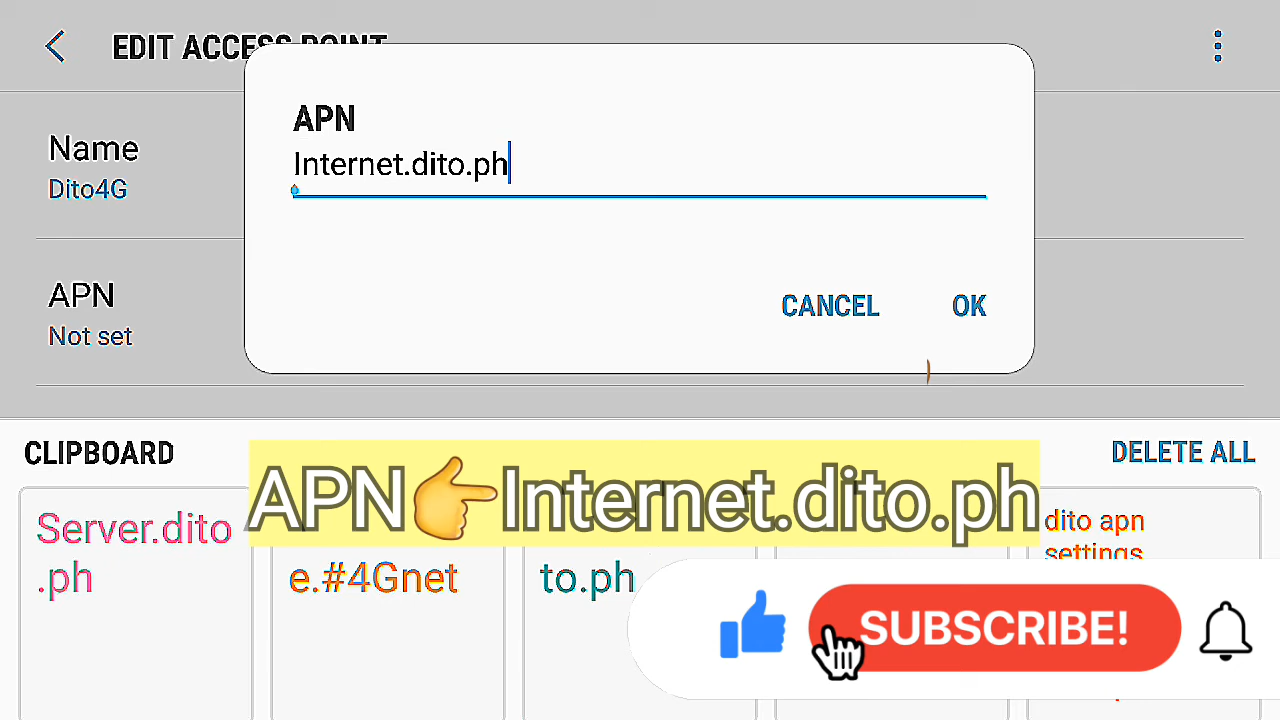 EDIT ACCESS POINT
APN
Internet.dito.ph
Name
Dito4G
APN
Not set
CANCEL
OK
CLIPBOARD
DELETE ALL
APN👉Internet.dito.ph
Server.dito
.ph
e.#4Gnet
to.ph
dito apn
settings
SUBSCRIBE!